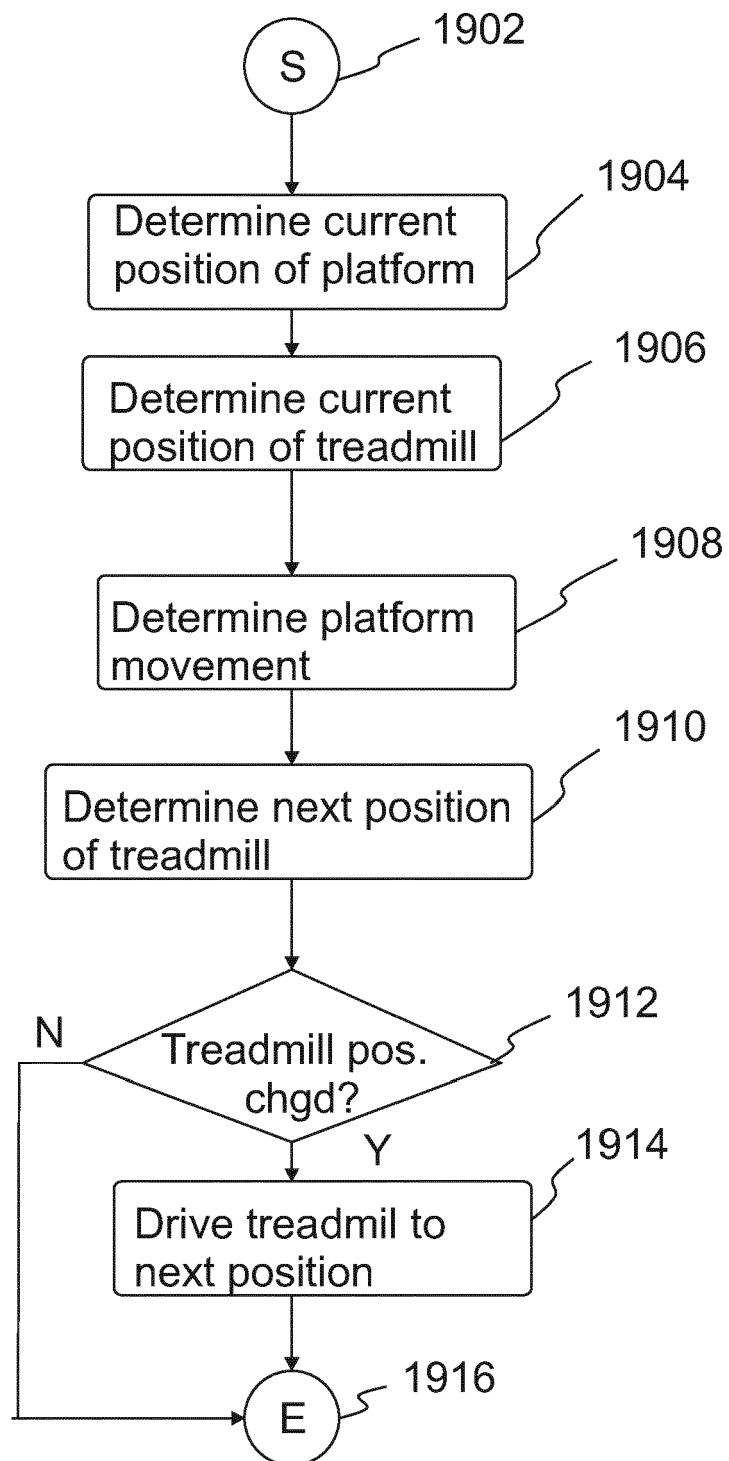 1902
S
1904
Determine current
position of platform
1906
Determine current
position of treadmill
1908
Determine platform
movement
1910
Determine next position
of treadmill
1912
N
Treadmill pos.
chgd?
Y
1914
Drive treadmil to
next position
1916
E